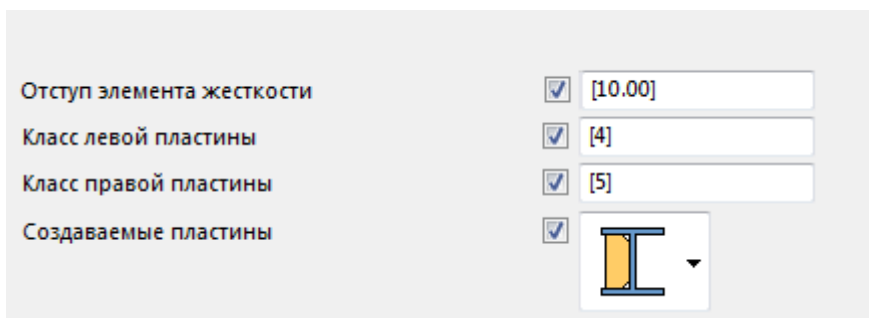 Отступ элемента жесткости [10.00]
Класс левой пластины [4]
Класс правой пластины [5]
Создаваемые пластины